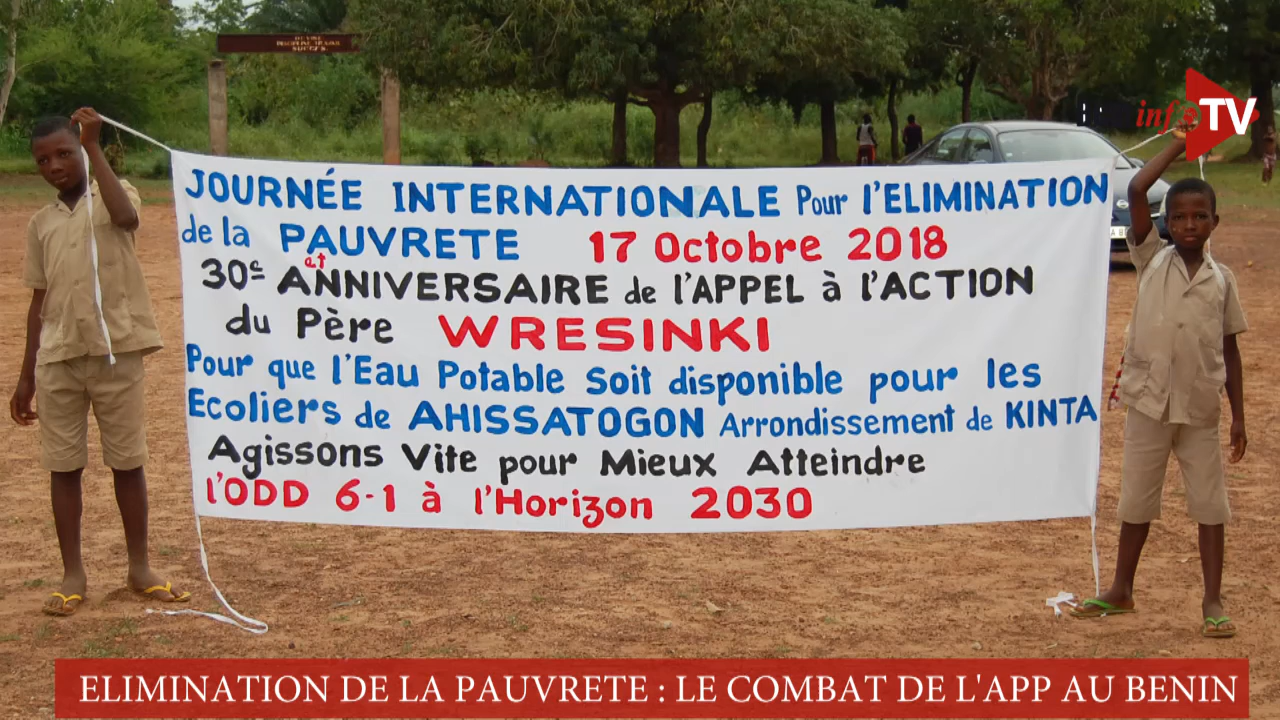 infoTV
JOURNÉE INTERNATIONALE Pour l'ELIMINATION
de la PAUVRETE 17 Octobre 2018
et
30e ANNIVERSAIRE de l'APPEL à l'ACTION
du Père WRESINKI
Pour que l'Eau Potable Soit disponible pour les
Ecoliers de AHISSATOGON Arrondissement de KINTA
Agissons Vite pour Mieux Atteindre
l'ODD 6-1 à l'Horizon 2030
ELIMINATION DE LA PAUVRETE : LE COMBAT DE L'APP AU BENIN